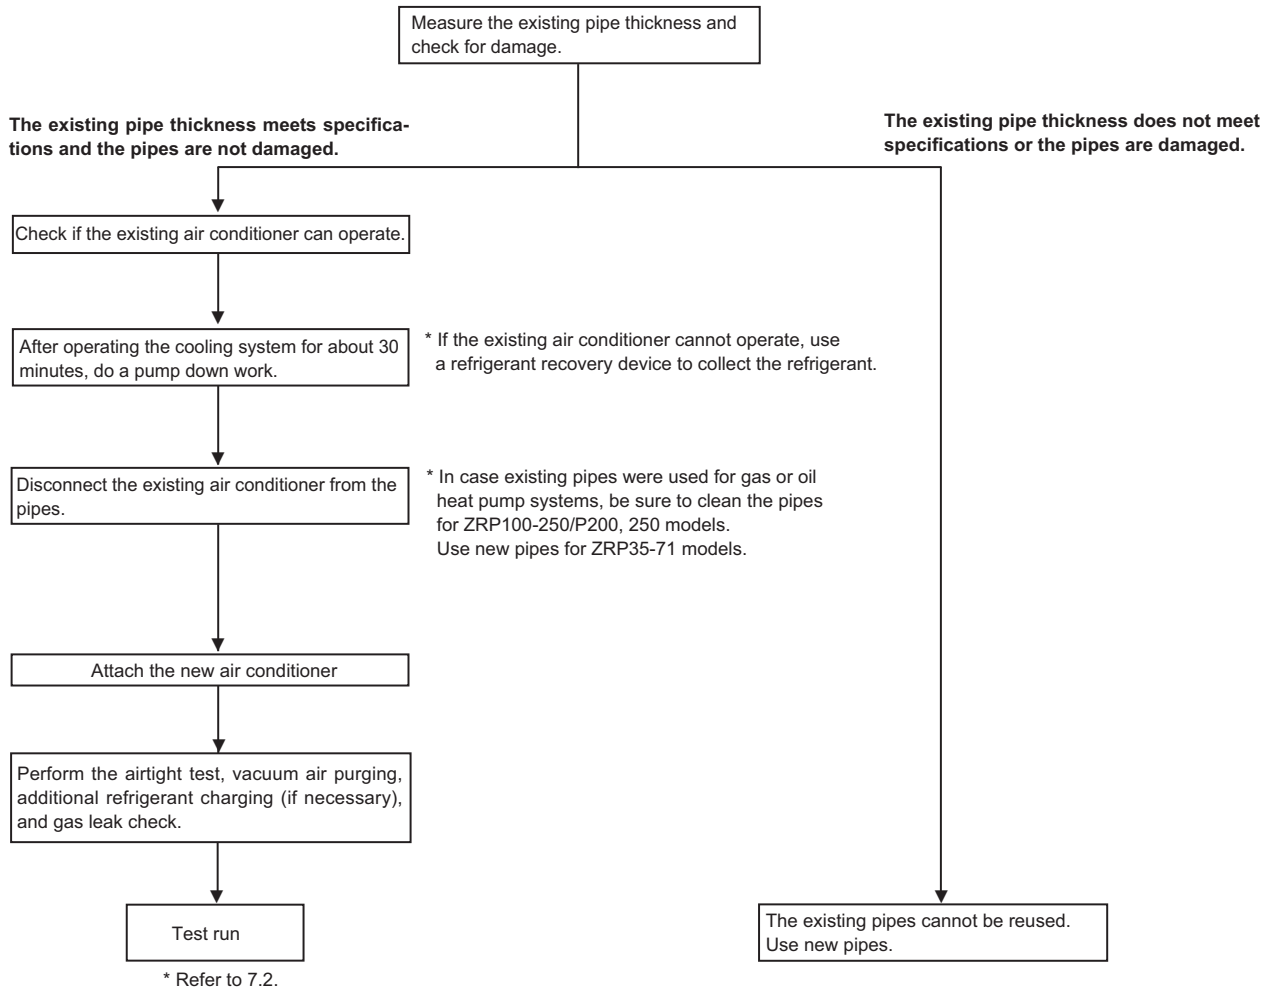 Measure the existing pipe thickness and
check for damage.
The existing pipe thickness meets specifica-
tions and the pipes are not damaged.
The existing pipe thickness does not meet
specifications or the pipes are damaged.
Check if the existing air conditioner can operate.
After operating the cooling system for about 30
minutes, do a pump down work.
* If the existing air conditioner cannot operate, use
a refrigerant recovery device to collect the refrigerant.
Disconnect the existing air conditioner from the
pipes.
* In case existing pipes were used for gas or oil
heat pump systems, be sure to clean the pipes
for ZRP100-250/P200, 250 models.
Use new pipes for ZRP35-71 models.
Attach the new air conditioner
Perform the airtight test, vacuum air purging,
additional refrigerant charging (if necessary),
and gas leak check.
Test run
* Refer to 7.2.
The existing pipes cannot be reused.
Use new pipes.